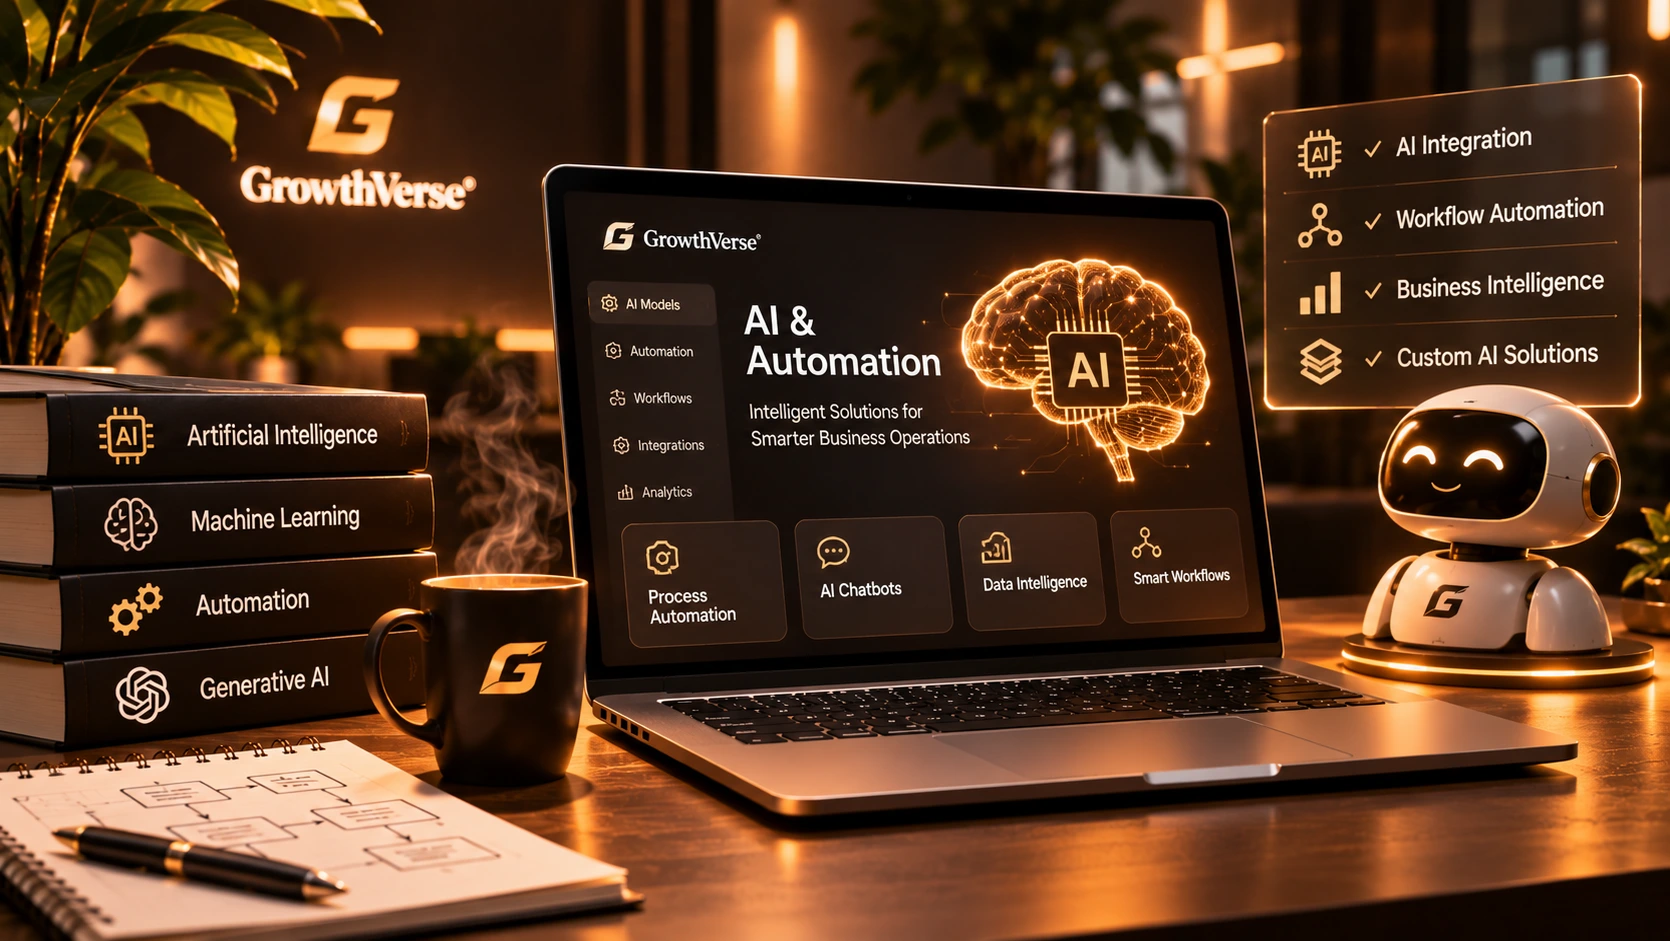 GrowthVerse®
GrowthVerse®
AI Models
Automation
Workflows
Integrations
Analytics
AI &
Automation
Intelligent Solutions for
Smarter Business Operations
AI
Process
Automation
AI Chatbots
Data Intelligence
Smart Workflows
AI
AI Integration
Workflow Automation
Business Intelligence
Custom AI Solutions
AI
Artificial Intelligence
Machine Learning
Automation
Generative AI
G